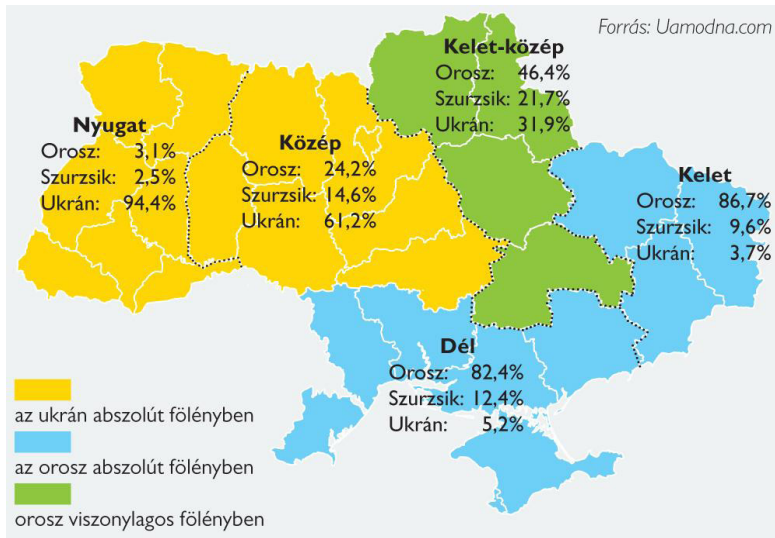 Forrás: Uamodna.com
Kelet-közép
Orosz: 46,4%
Szurzsik: 21,7%
Ukrán: 31,9%
Nyugat
Orosz: 3,1%
Szurzsik: 2,5%
Ukrán: 94,4%
Közép
Orosz: 24,2%
Szurzsik: 14,6%
Ukrán: 61,2%
Kelet
Orosz: 86,7%
Szurzsik: 9,6%
Ukrán: 3,7%
Dél
Orosz: 82,4%
Szurzsik: 12,4%
Ukrán: 5,2%
az ukrán abszolút fölényben
az orosz abszolút fölényben
orosz viszonylagos fölényben